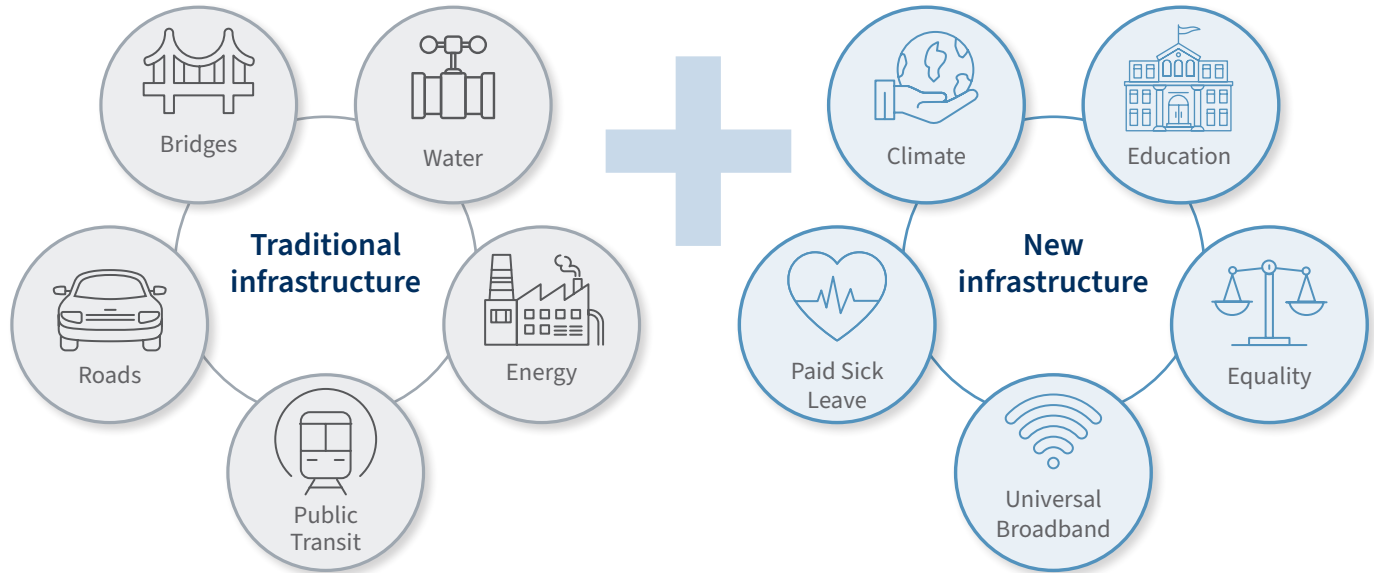 Traditional
infrastructure
Bridges
Water
Energy
Public
Transit
Roads
New
infrastructure
Climate
Education
Equality
Universal
Broadband
Paid Sick
Leave